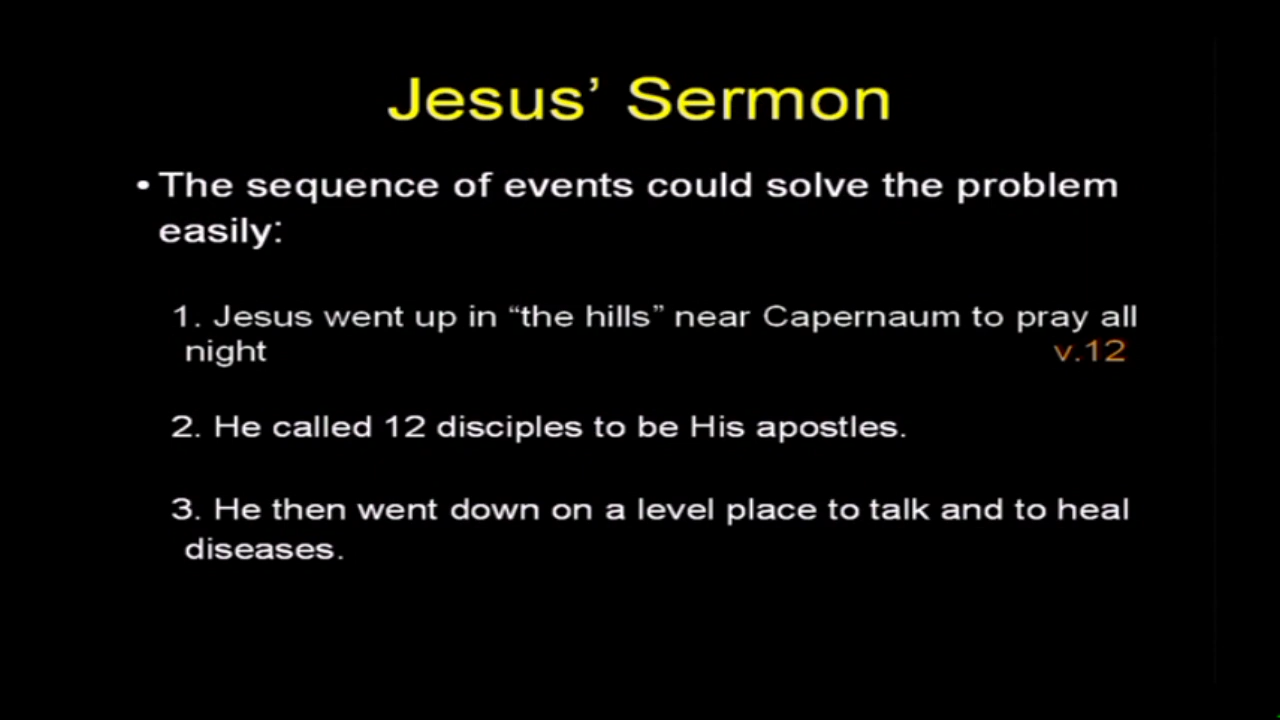 Jesus’ Sermon
• The sequence of events could solve the problem
easily:
1. Jesus went up in “the hills” near Capernaum to pray all
night v.12
2. He called 12 disciples to be His apostles.
3. He then went down on a level place to talk and to heal
diseases.